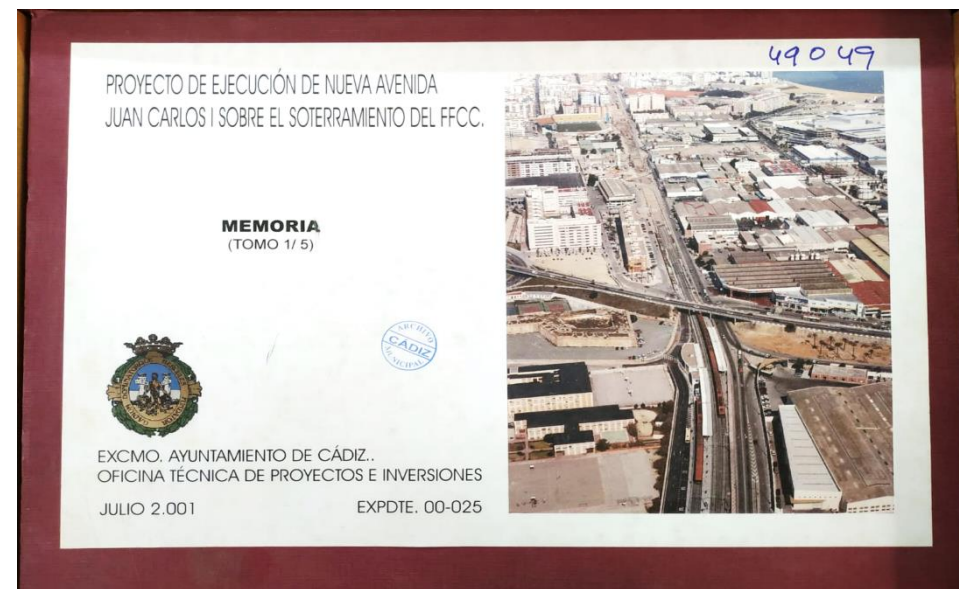 49049
PROYECTO DE EJECUCIÓN DE NUEVA AVENIDA
JUAN CARLOS I SOBRE EL SOTERRAMIENTO DEL FFCC.
MEMORIA
(TOMO 1/ 5)
ARCHIVO
CÁDIZ
MUNICIPAL
EXCMO. AYUNTAMIENTO DE CÁDIZ..
OFICINA TÉCNICA DE PROYECTOS E INVERSIONES
JULIO 2.001
EXPDTE. 00-025